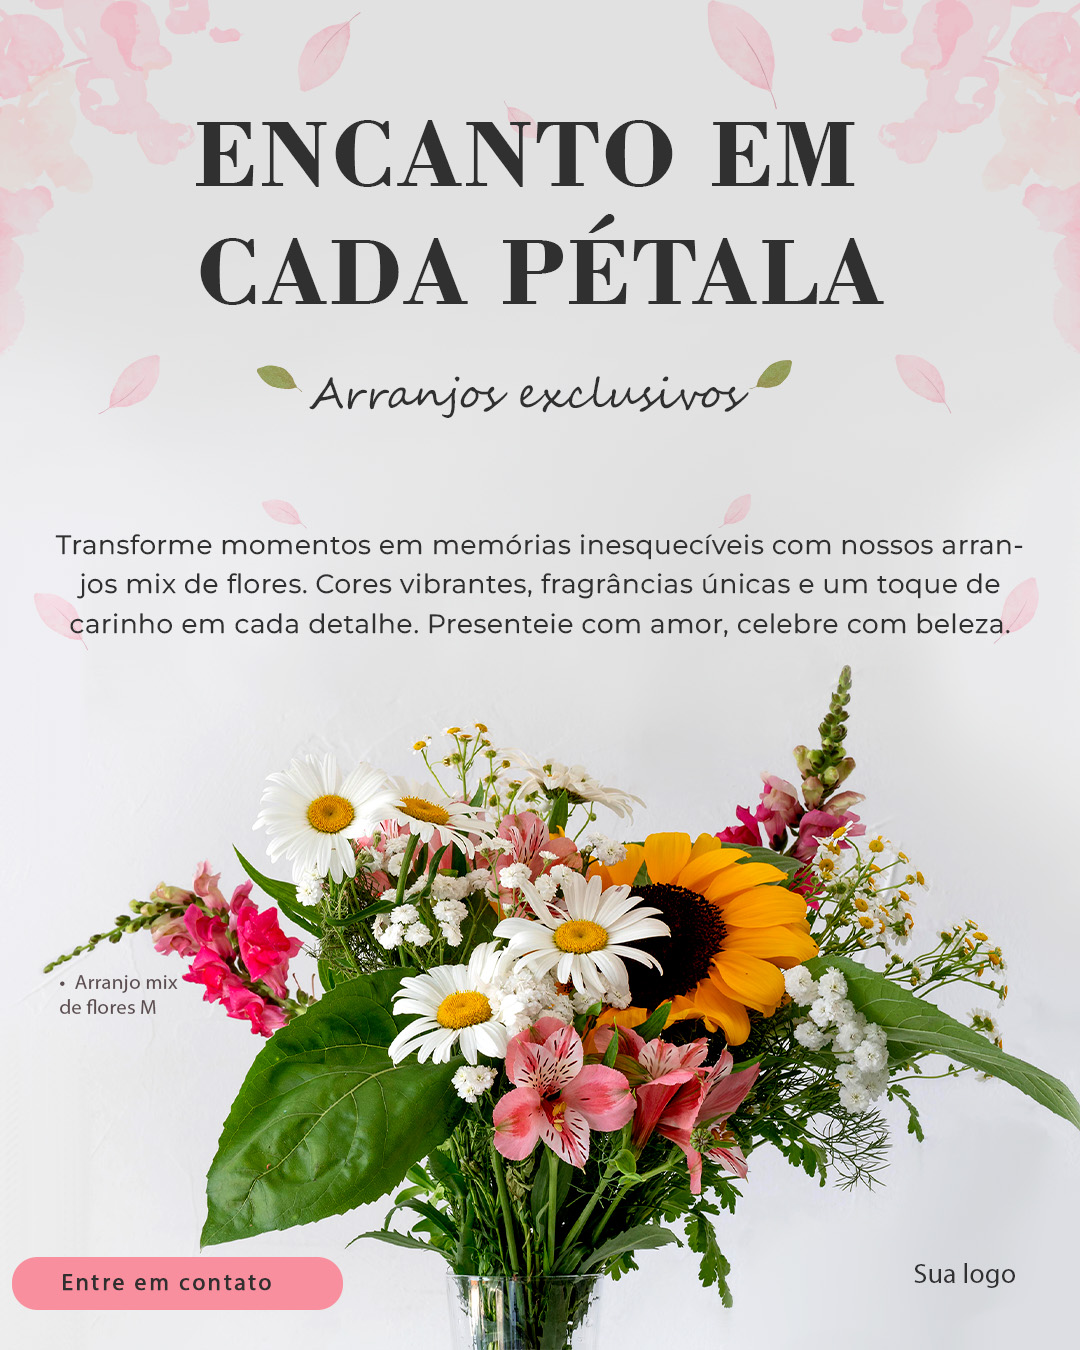 ENCANTO EM
CADA PÉTALA
Arranjos exclusivos
Transforme momentos em memórias inesquecíveis com nossos arran-
jos mix de flores. Cores vibrantes, fragrâncias únicas e um toque de
carinho em cada detalhe. Presenteie com amor, celebre com beleza.
• Arranjo mix
de flores M
Entre em contato
Sua logo